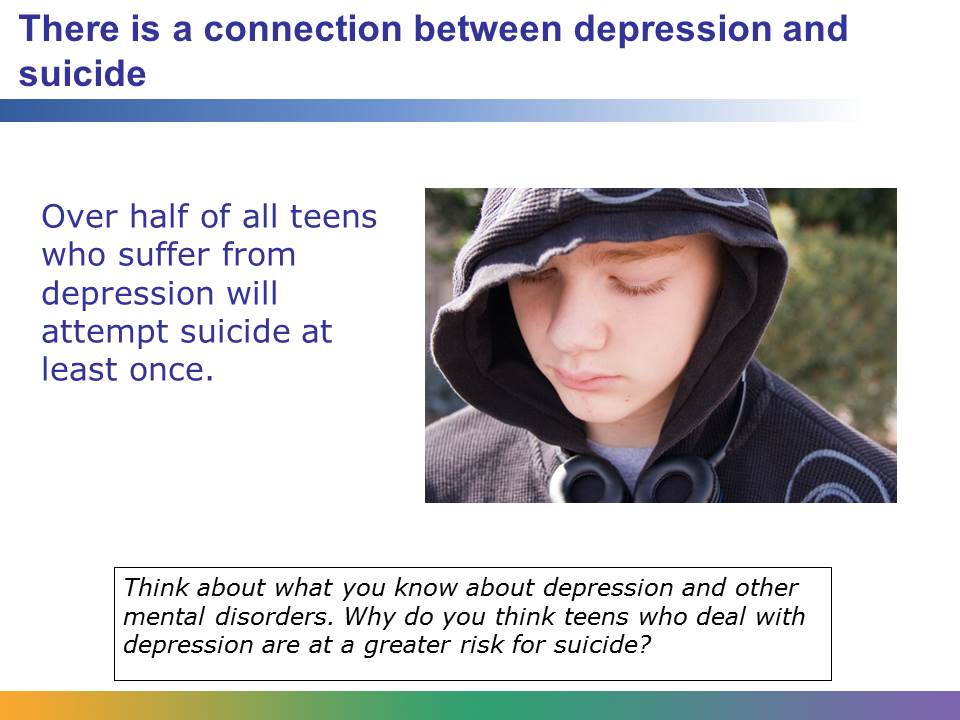 There is a connection between depression and
suicide
Over half of all teens
who suffer from
depression will
attempt suicide at
least once.
Think about what you know about depression and other
mental disorders. Why do you think teens who deal with
depression are at a greater risk for suicide?